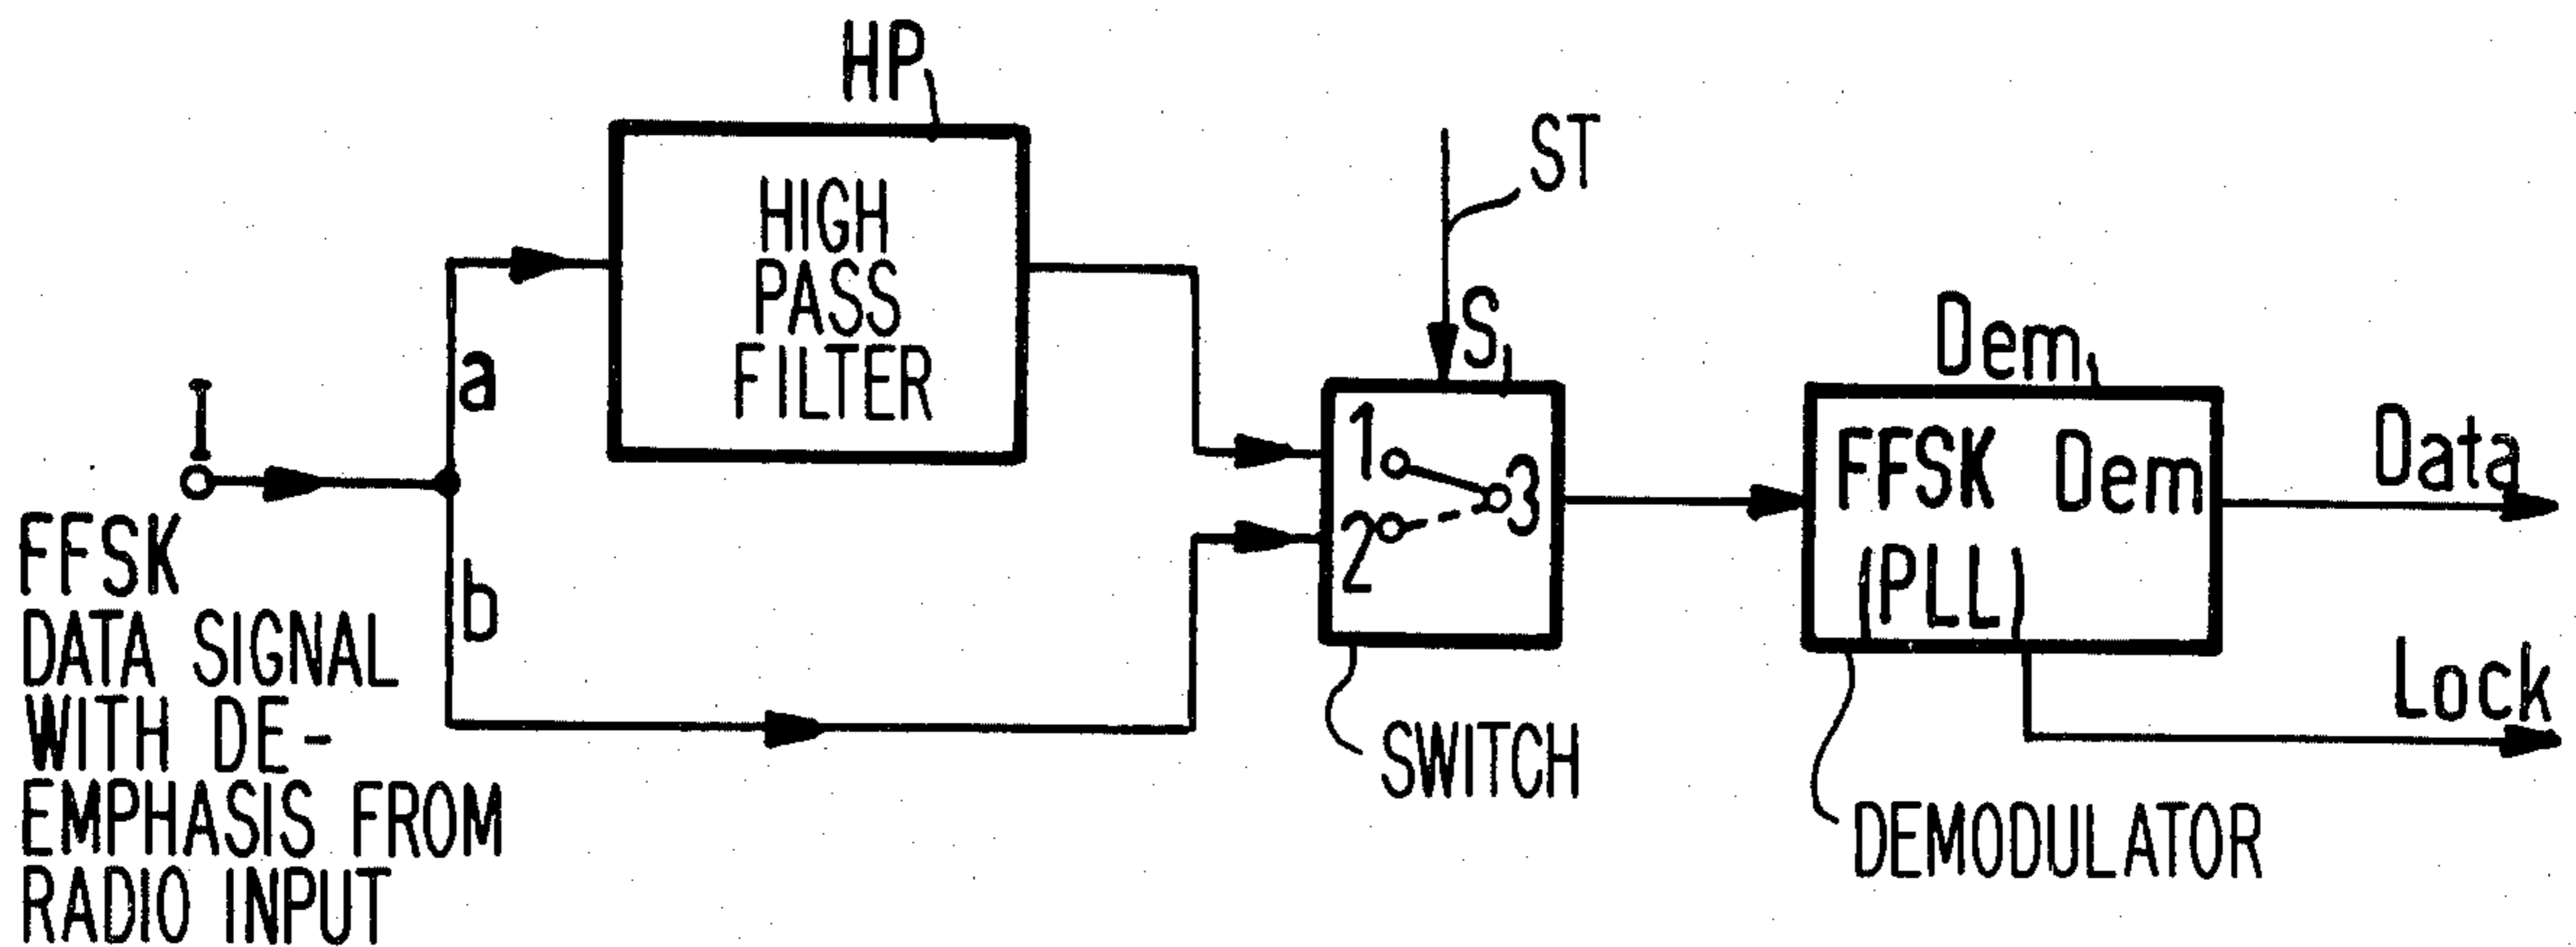 HP
HIGH
PASS
FILTER
ST
S
a
I
b
1
2
3
FFSK
DATA SIGNAL
WITH DE-
EMPHASIS FROM
RADIO INPUT
SWITCH
Dem
FFSK Dem
(PLL)
Data
Lock
DEMODULATOR